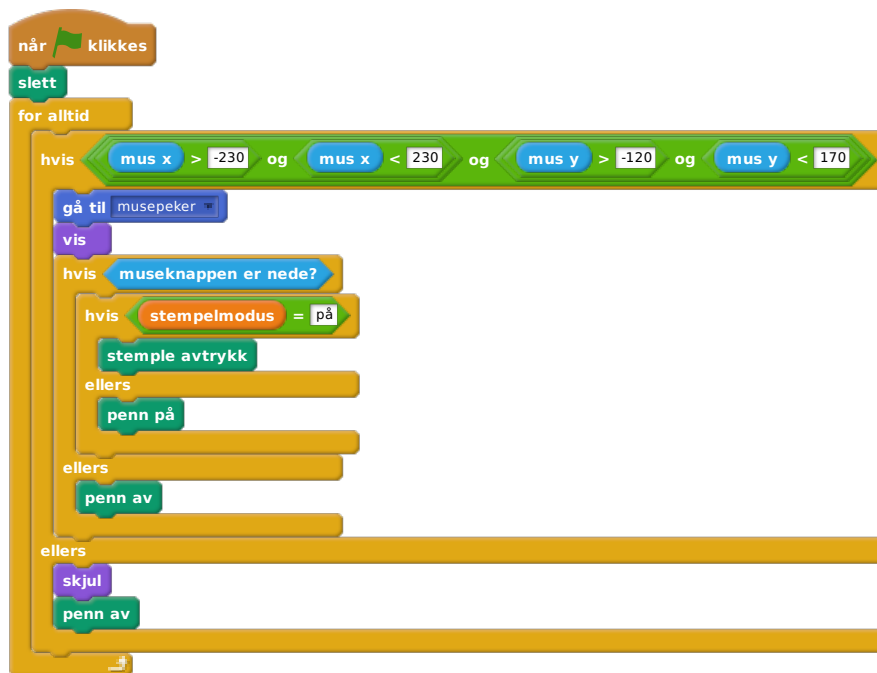 når klikkes
slett
for alltid
hvis mus x > -230 og mus x < 230 og mus y > -120 og mus y < 170
gå til musepeker
vis
hvis museknappen er nede?
hvis stempelmodus = på
stemple avtrykk
ellers
penn på
ellers
penn av
ellers
skjul
penn av